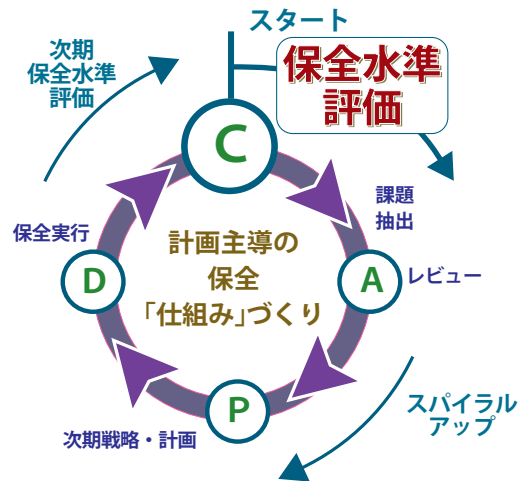 スタート
保全水準
評価
次期
保全水準
評価
C
課題
抽出
保全実行
計画主導の
保全
「仕組み」づくり
D
A
レビュー
P
次期戦略・計画
スパイラル
アップ